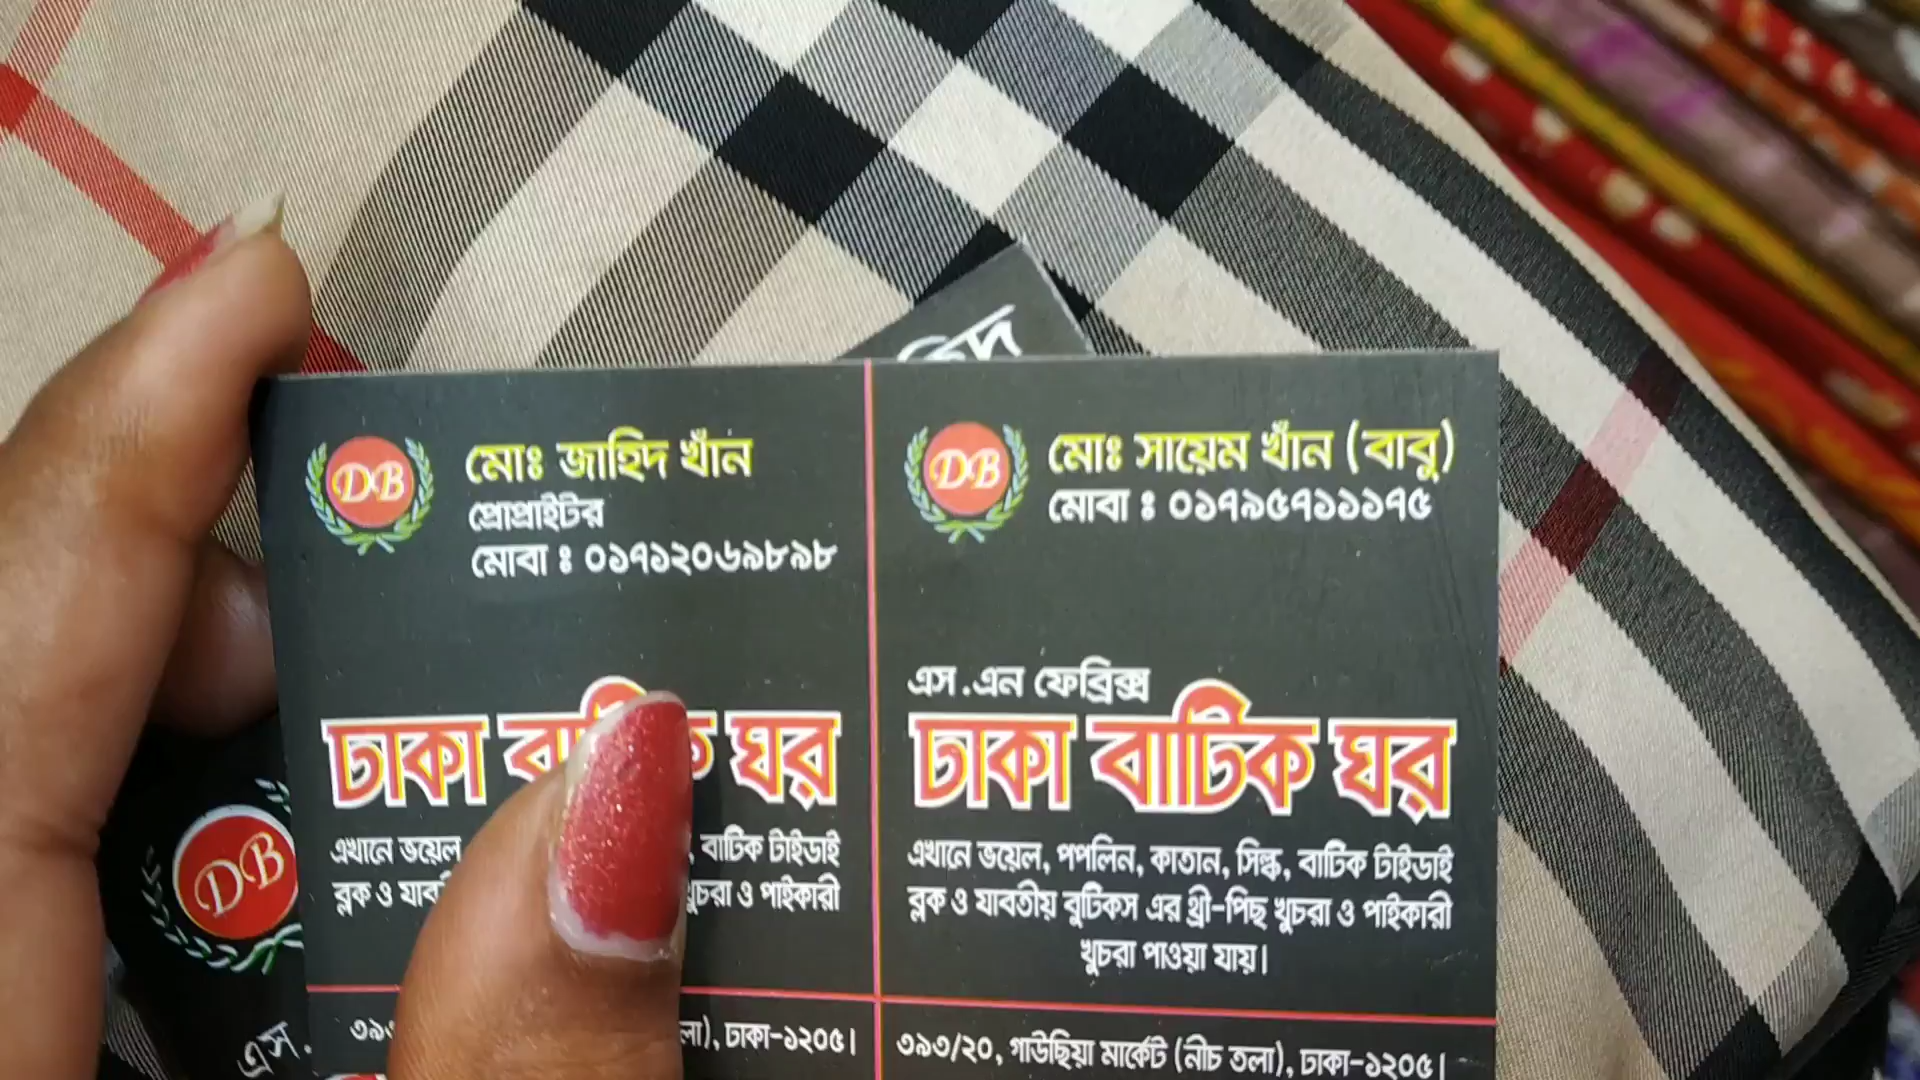 DB
মোঃ জাহিদ খাঁন
প্রোপ্রাইটর
মোবা ঃ ০১৭১২০৬৯৮৯৮
ঢাকা ঘর
এখানে ভয়েল বাটিক টাইডাই
ব্লক ও খুচরা ও পাইকারী
ঢাকা-১২০৫।
DB
মোঃ সায়েম খাঁন (বাবু)
মোবা ঃ ০১৭৯৫৭১১১৭৫
এস.এন ফেব্রিক্স
ঢাকা বাটিক ঘর
এখানে ভয়েল, পপলিন, কাতান, সিল্ক, বাটিক টাইডাই
ব্লক ও যাবতীয় বুটিকস এর থ্রী-পিছ খুচরা ও পাইকারী
খুচরা পাওয়া যায়।
৩৯৩/২০, গাউছিয়া মার্কেট (নীচ তলা), ঢাকা-১২০৫।
DB
এস.